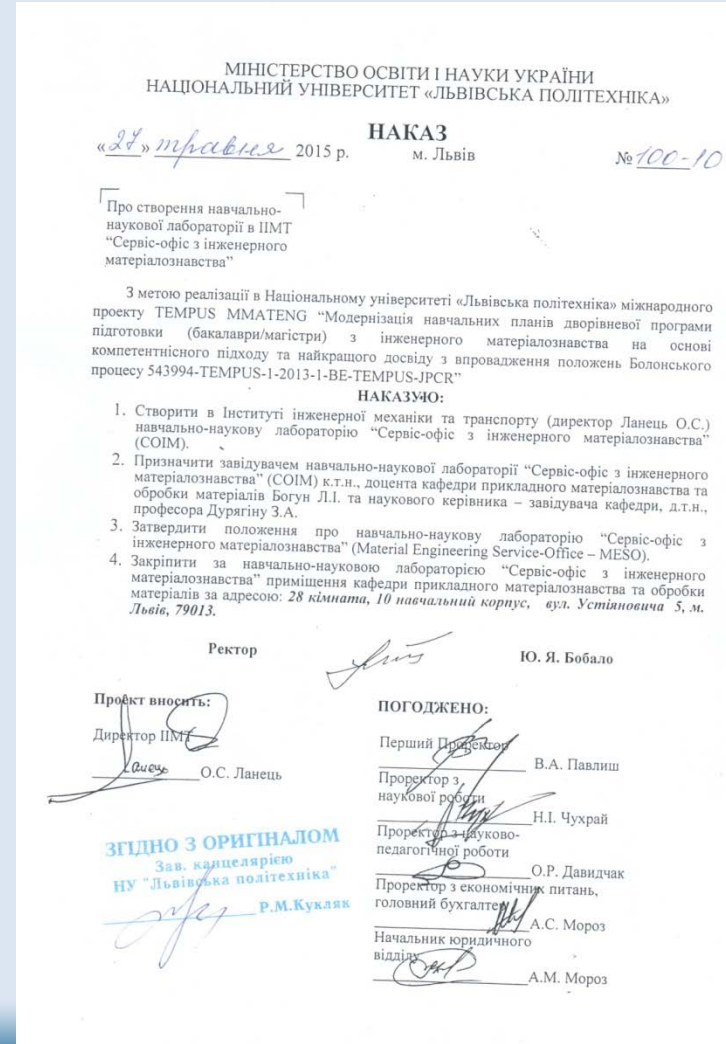 МІНІСТЕРСТВО ОСВІТИ І НАУКИ УКРАЇНИ
НАЦІОНАЛЬНИЙ УНІВЕРСИТЕТ «ЛЬВІВСЬКА ПОЛІТЕХНІКА»
НАКАЗ
«27» травня 2015 р. м. Львів № 100-10
Про створення навчально-
наукової лабораторії в ІІМТ
“Сервіс-офіс з інженерного
матеріалознавства”
З метою реалізації в Національному університеті «Львівська політехніка» міжнародного
проекту TEMPUS MMATENG “Модернізація навчальних планів дворівневої програми
підготовки (бакалаври/магістри) з інженерного матеріалознавства на основі
компетентнісного підходу та найкращого досвіду з впровадження положень Болонського
процесу 543994-TEMPUS-1-2013-1-BE-TEMPUS-JPCR”
НАКАЗУЮ:
1. Створити в Інституті інженерної механіки та транспорту (директор Ланець О.С.)
навчально-наукову лабораторію “Сервіс-офіс з інженерного матеріалознавства”
(СОІМ).
2. Призначити завідувачем навчально-наукової лабораторії “Сервіс-офіс з інженерного
матеріалознавства” (СОІМ) к.т.н., доцента кафедри прикладного матеріалознавства та
обробки матеріалів Богун Л.І. та наукового керівника – завідувача кафедри, д.т.н.,
професора Дурягіну З.А.
3. Затвердити положення про навчально-наукову лабораторію “Сервіс-офіс з
інженерного матеріалознавства” (Material Engineering Service-Office – MESO).
4. Закріпити за навчально-науковою лабораторією “Сервіс-офіс з інженерного
матеріалознавства” приміщення кафедри прикладного матеріалознавства та обробки
матеріалів за адресою: 28 кімната, 10 навчальний корпус, вул. Устіяновича 5, м.
Львів, 79013.
Ректор Ю. Я. Бобало
Проект вносить:
Директор ІІМТ
Ланець О.С. Ланець
ЗГІДНО З ОРИГІНАЛОМ
Зав. канцелярією
НУ "Львівська політехніка"
Р.М.Кукляк
ПОГОДЖЕНО:
Перший Проректор
В.А. Павлиш
Проректор з
наукової роботи
Н.І. Чухрай
Проректор з науково-
педагогічної роботи
О.Р. Давидчак
Проректор з економічних питань,
головний бухгалтер
А.С. Мороз
Начальник юридичного
відділу
А.М. Мороз